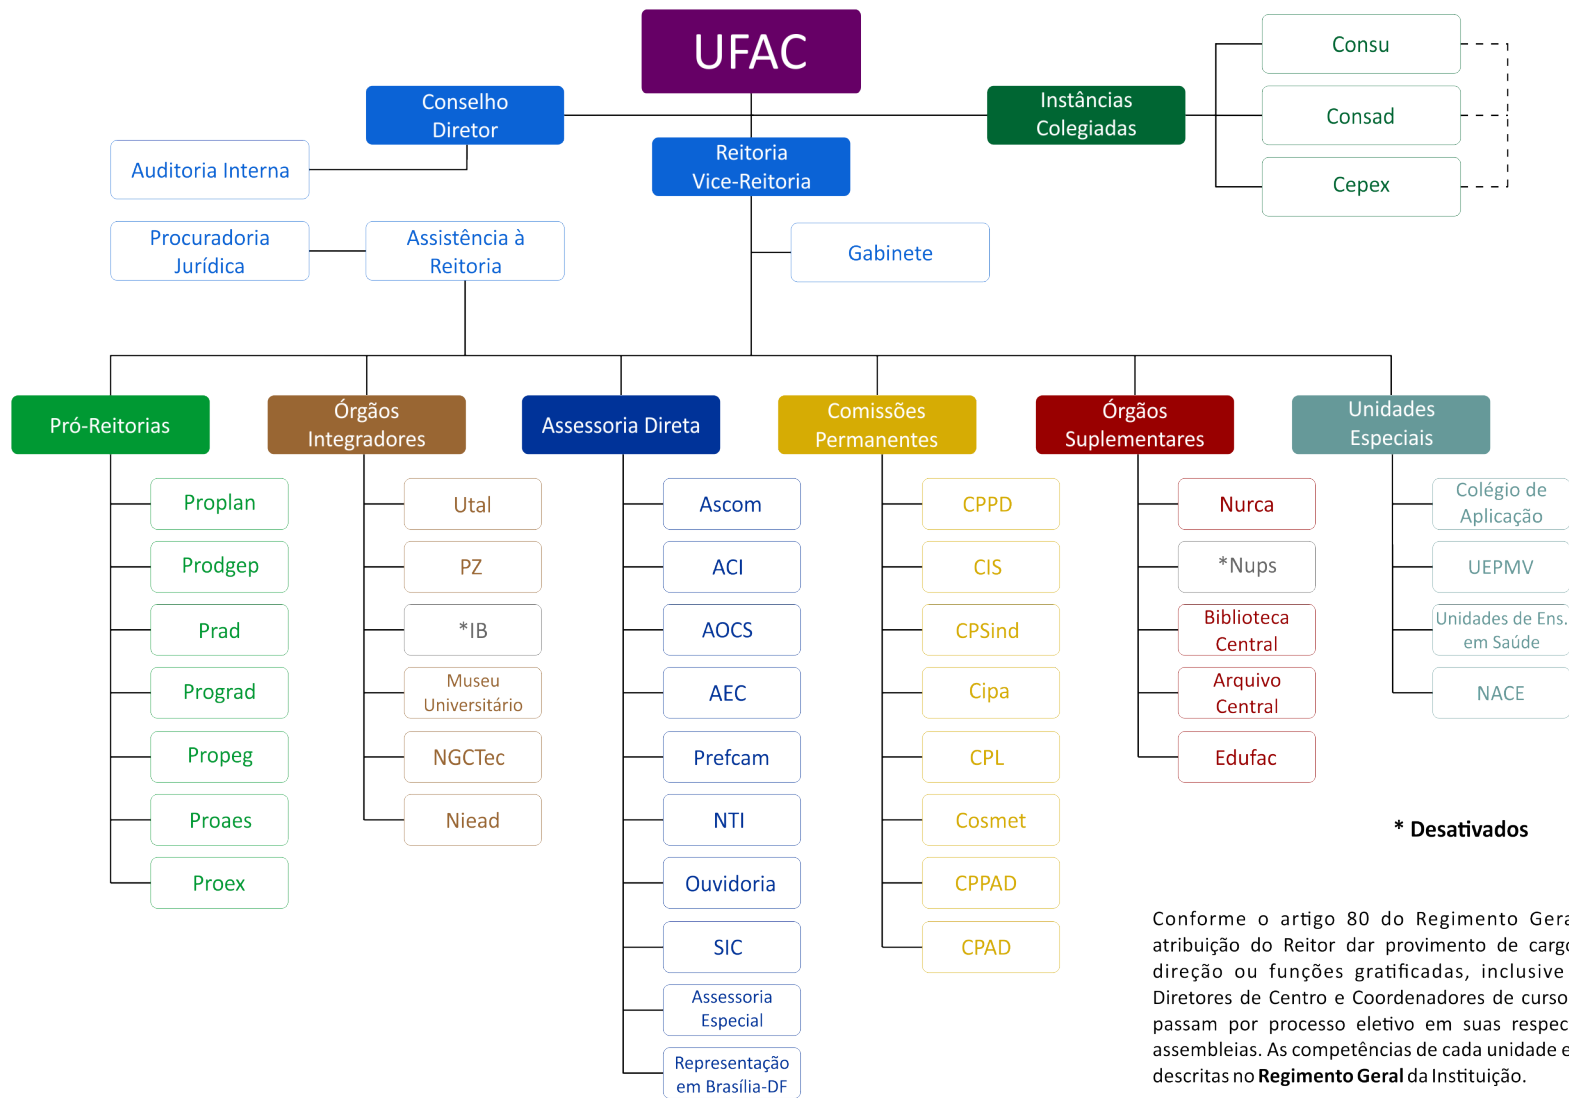 UFAC
Conselho
Diretor
Instâncias
Colegiadas
Consu
Consad
Cepex
Reitoria
Vice-Reitoria
Auditoria Interna
Procuradoria
Jurídica
Assistência à
Reitoria
Gabinete
Pró-Reitorias
Proplan
Prodgep
Prad
Prograd
Propeg
Proaes
Proex
Órgãos
Integradores
Utal
PZ
*IB
Museu
Universitário
NGCTec
Niead
Assessoria Direta
Ascom
ACI
AOCS
AEC
Prefcam
NTI
Ouvidoria
SIC
Assessoria
Especial
Representação
em Brasília-DF
Comissões
Permanentes
CPPD
CIS
CPSind
Cipa
CPL
Cosmet
CPPAD
CPAD
Órgãos
Suplementares
Nurca
*Nups
Biblioteca
Central
Arquivo
Central
Edufac
Unidades
Especiais
Colégio de
Aplicação
UEPMV
Unidades de Ens.
em Saúde
NACE
* Desativados
Conforme o artigo 80 do Regimento
atribuição do Reitor dar provimento de
direção ou funções gratificadas, inclusive
Diretores de Centro e Coordenadores de
passam por processo eletivo em suas
assembleias. As competências de cada unidade
descritas no Regimento Geral da Instituição.